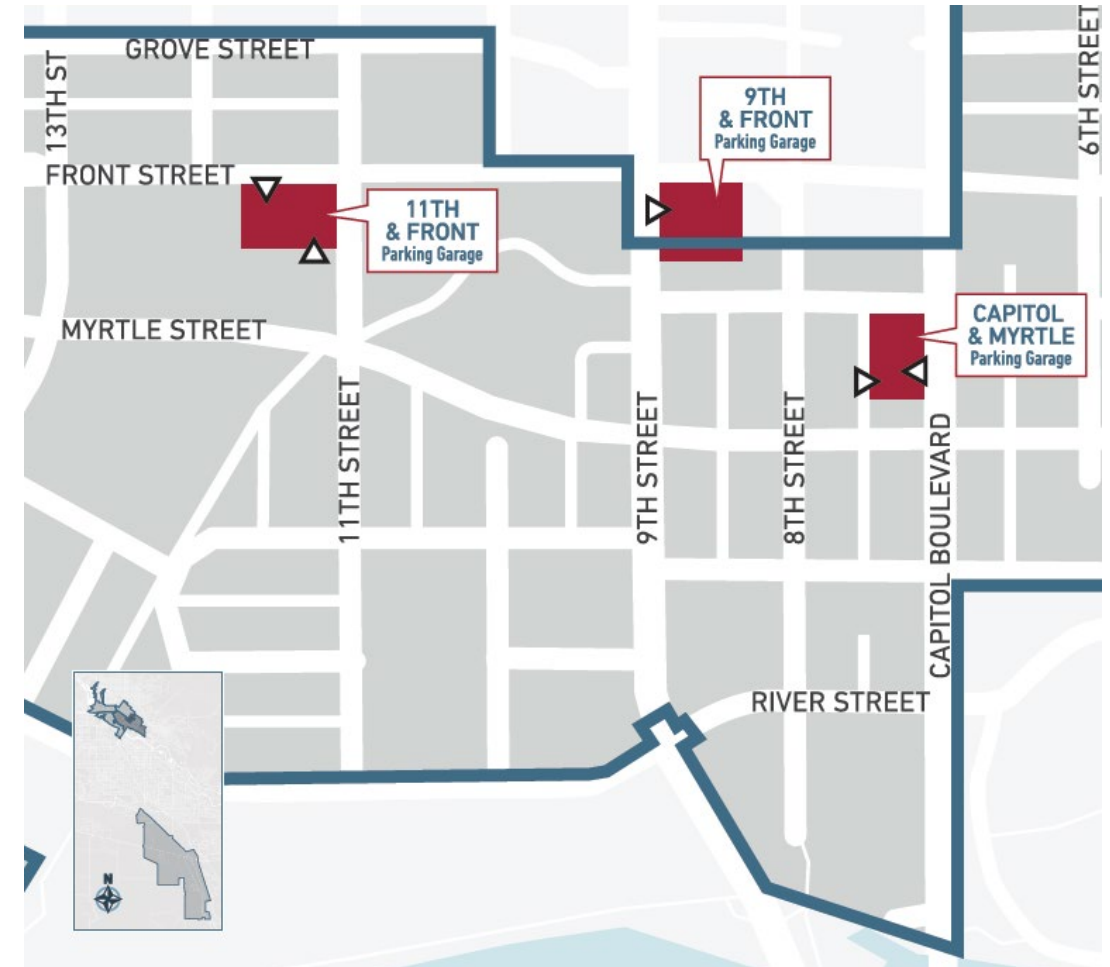 GROVE STREET
13TH ST
6TH STREET
9TH
& FRONT
Parking Garage
FRONT STREET
11TH
& FRONT
Parking Garage
MYRTLE STREET
CAPITOL
& MYRTLE
Parking Garage
11TH STREET
9TH STREET
8TH STREET
CAPITOL BOULEVARD
RIVER STREET
N